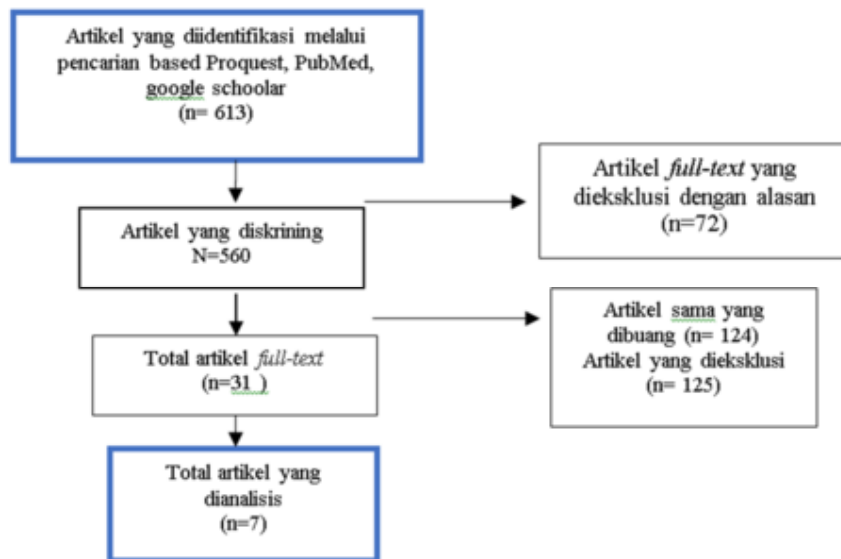 Artikel yang diidentifikasi melalui
pencarian based Proquest, PubMed,
google schoolar
(n= 613)
Artikel full-text yang
dieksklusi dengan alasan
(n=72)
Artikel yang diskrining
N=560
Artikel sama yang
dibuang (n= 124)
Artikel yang dieksklusi
(n= 125)
Total artikel full-text
(n=31 )
Total artikel yang
dianalisis
(n=7)